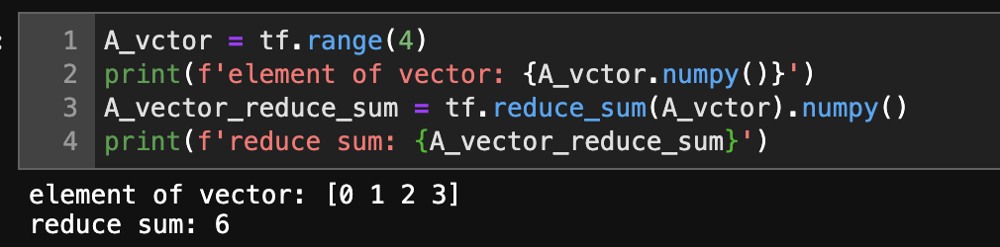 1 A_vctor = tf.range(4)
2 print(f'element of vector: {A_vctor.numpy()}')
3 A_vector_reduce_sum = tf.reduce_sum(A_vctor).numpy()
4 print(f'reduce sum: {A_vector_reduce_sum}')
element of vector: [0 1 2 3]
reduce sum: 6